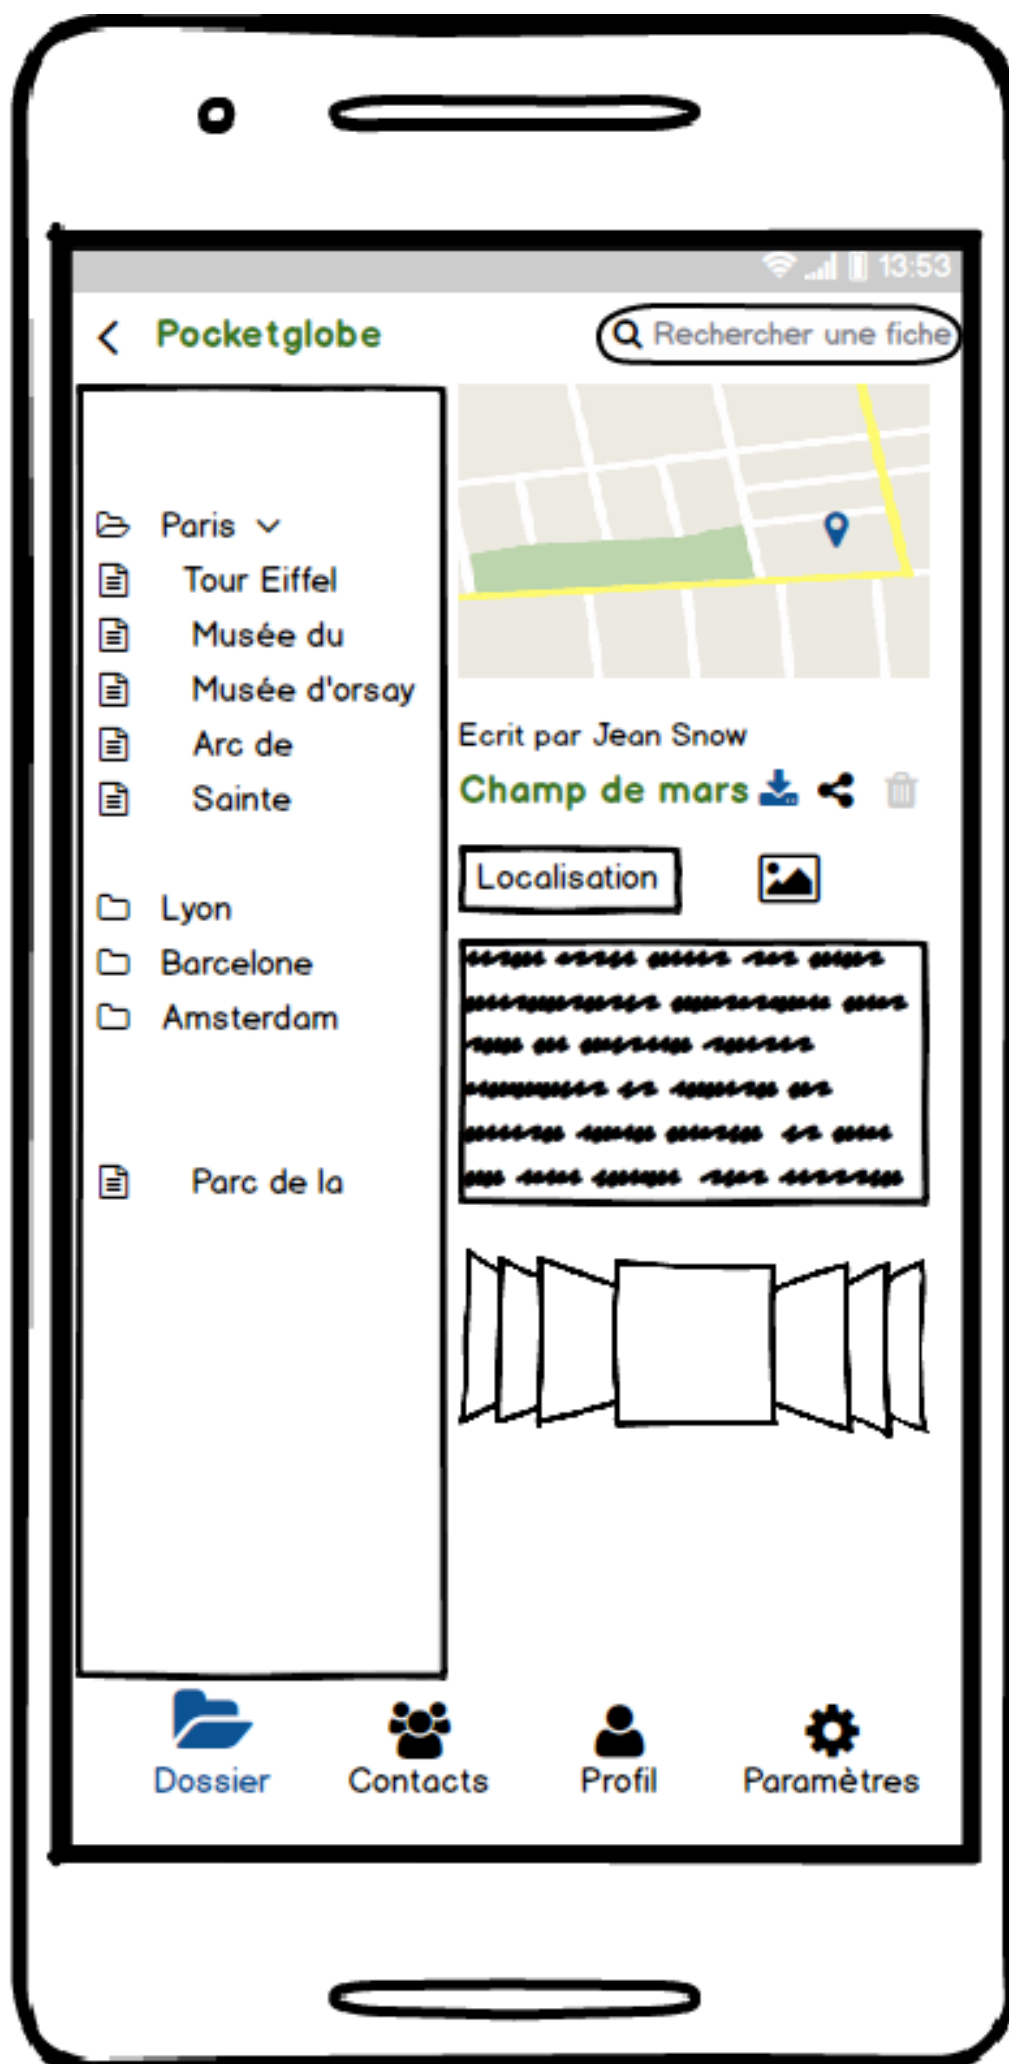 13:53
Pocketglobe
Rechercher une fiche
Paris
Tour Eiffel
Musée du
Musée d'orsay
Arc de
Sainte
Lyon
Barcelone
Amsterdam
Parc de la
Ecrit par Jean Snow
Champ de mars
Localisation
Dossier
Contacts
Profil
Paramètres